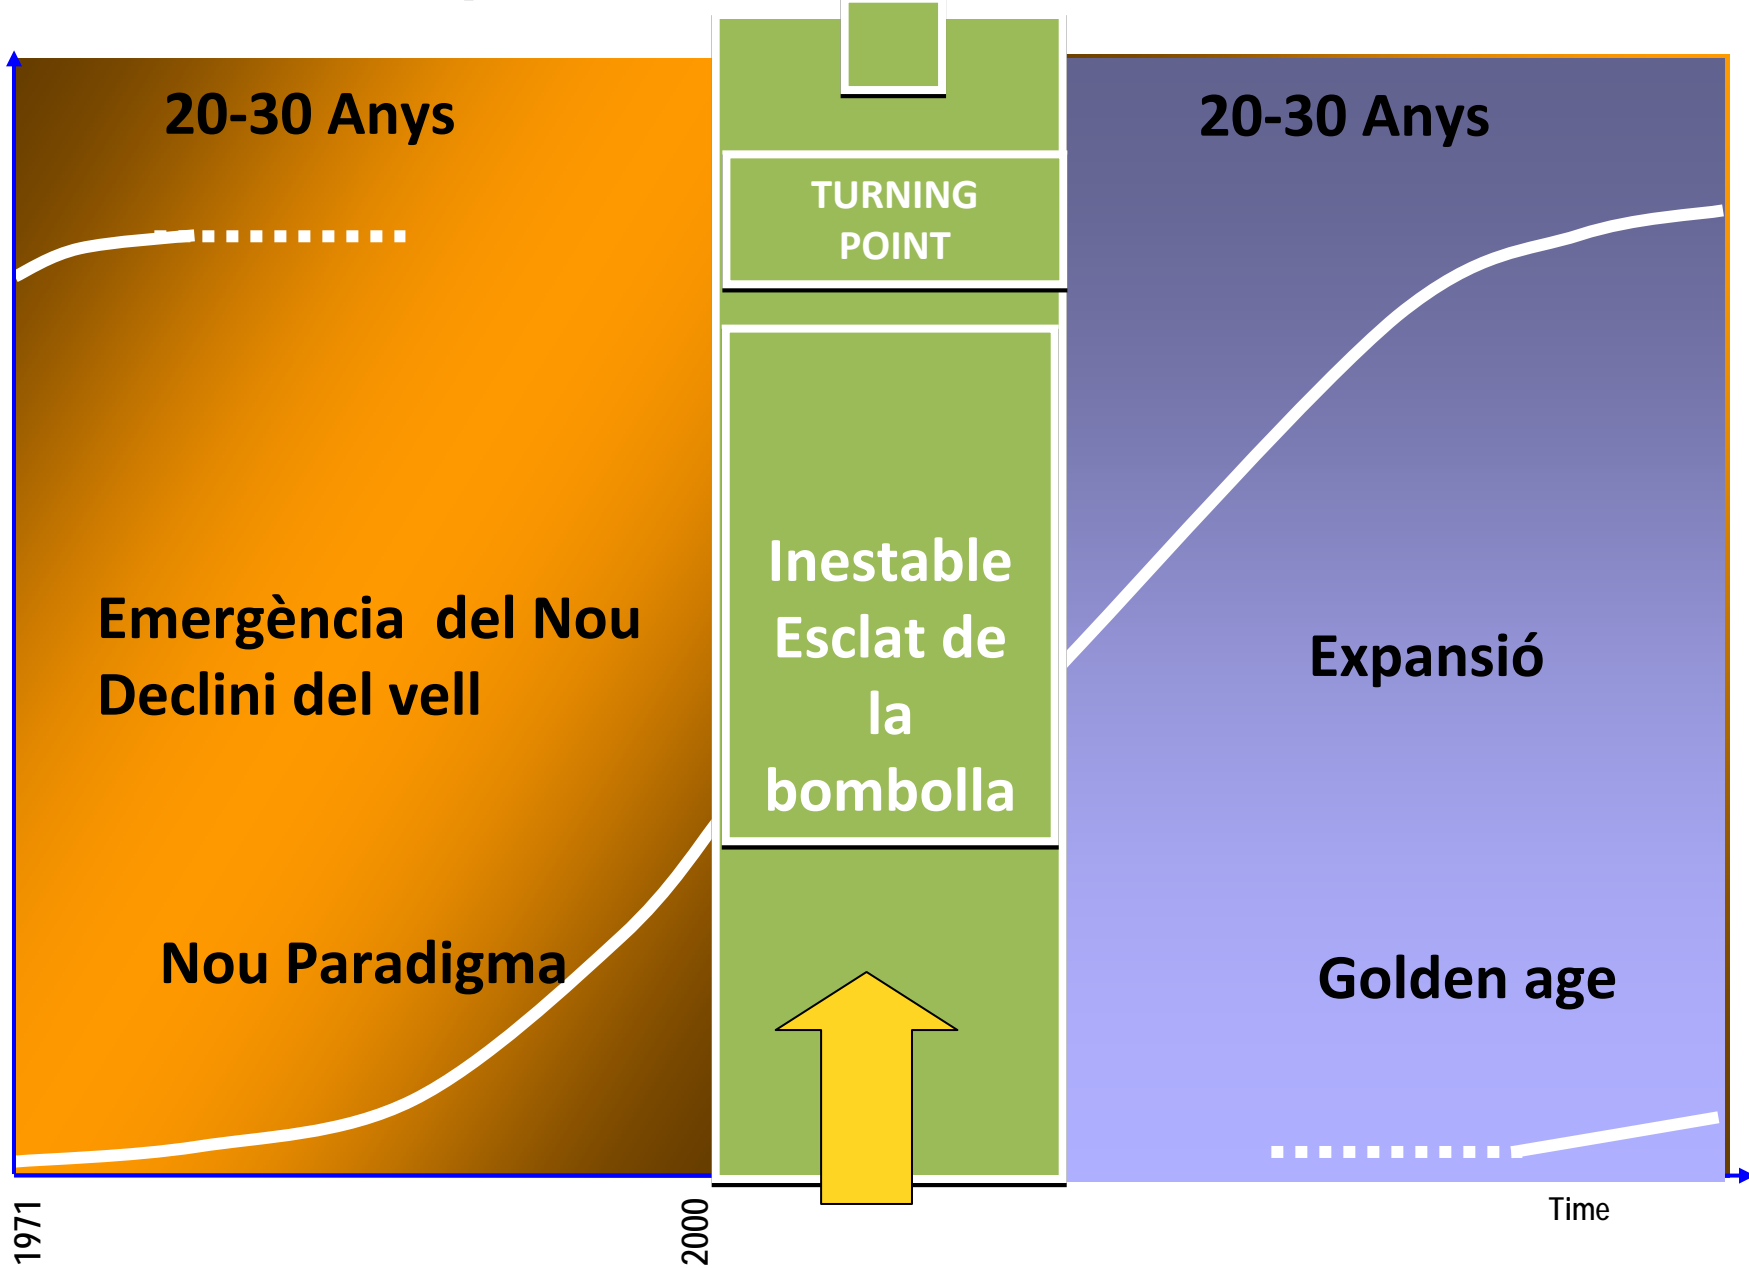 20-30 Anys
Emergència del Nou
Declini del vell
Nou Paradigma
TURNING
POINT
Inestable
Esclat de
la
bombolla
20-30 Anys
Expansió
Golden age
1971
2000
Time